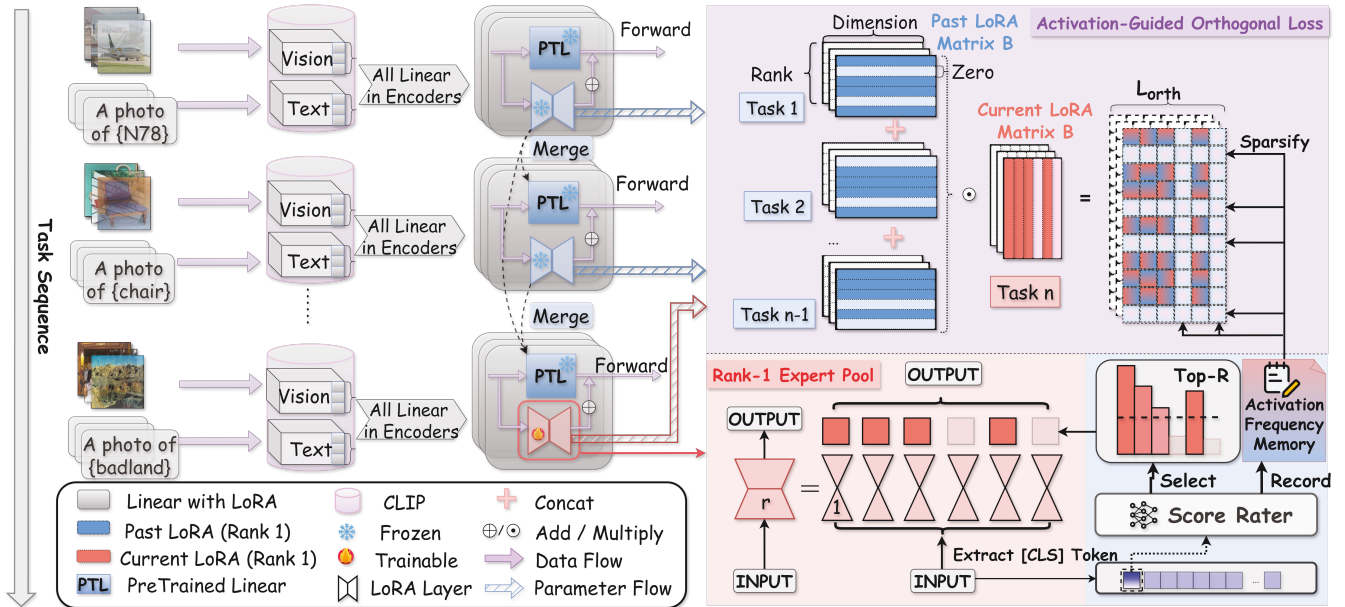 Task Sequence
A photo
of {N78}
Vision
Text
All Linear
in Encoders
PTL
Forward
Merge
A photo
of {chair}
Vision
Text
All Linear
in Encoders
PTL
Forward
Merge
A photo of
{badland}
Vision
Text
All Linear
in Encoders
PTL
Forward
Linear with LoRA
Past LoRA (Rank 1)
Current LoRA (Rank 1)
PTL PreTrained Linear
CLIP
Frozen
Trainable
LoRA Layer
Concat
⊕/⊙ Add / Multiply
Data Flow
Parameter Flow
Activation-Guided Orthogonal Loss
Dimension
Past LoRA
Matrix B
Rank
Zero
Task 1
Task 2
...
Task n-1
Current LoRA
Matrix B
Task n
=
Lorth
Sparsify
Rank-1 Expert Pool
OUTPUT
OUTPUT
r
=
1
INPUT
INPUT
Top-R
Activation
Frequency
Memory
Select
Record
Score Rater
Extract [CLS] Token
...